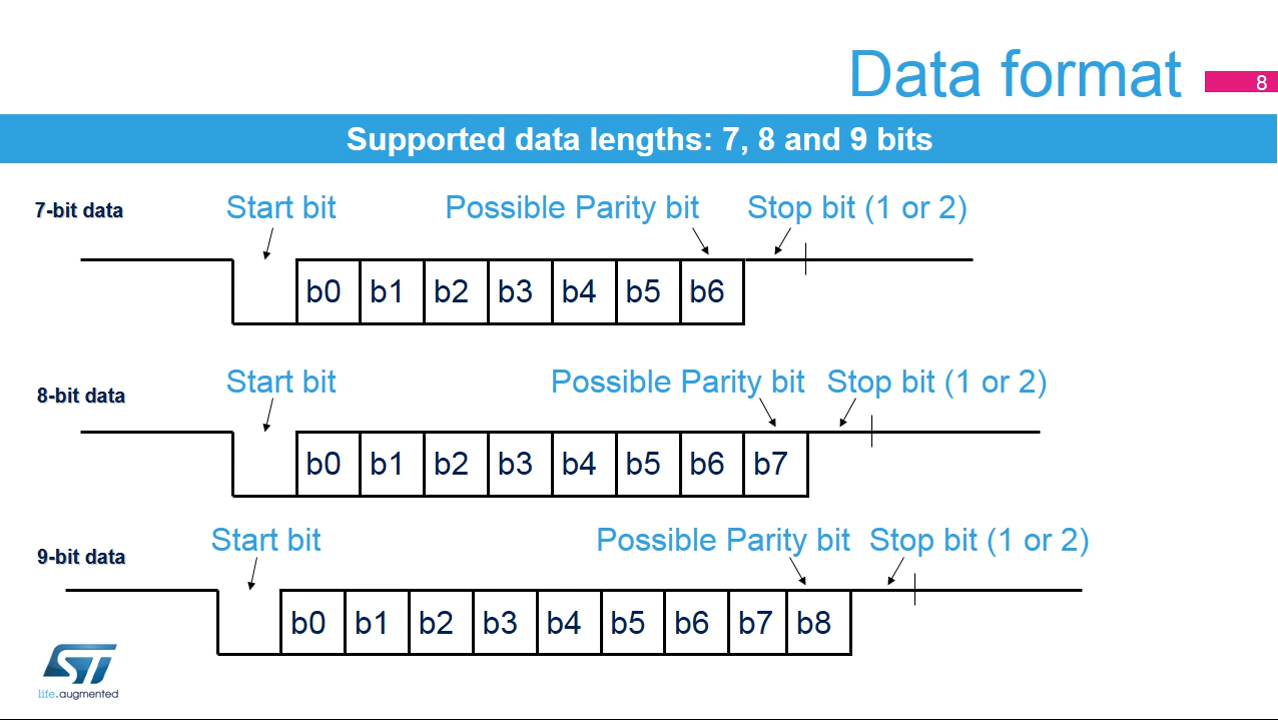 Data format
8
Supported data lengths: 7, 8 and 9 bits
7-bit data
Start bit
Possible Parity bit
Stop bit (1 or 2)
b0 b1 b2 b3 b4 b5 b6
8-bit data
Start bit
Possible Parity bit
Stop bit (1 or 2)
b0 b1 b2 b3 b4 b5 b6 b7
9-bit data
Start bit
Possible Parity bit
Stop bit (1 or 2)
b0 b1 b2 b3 b4 b5 b6 b7 b8
ST
life.augmented